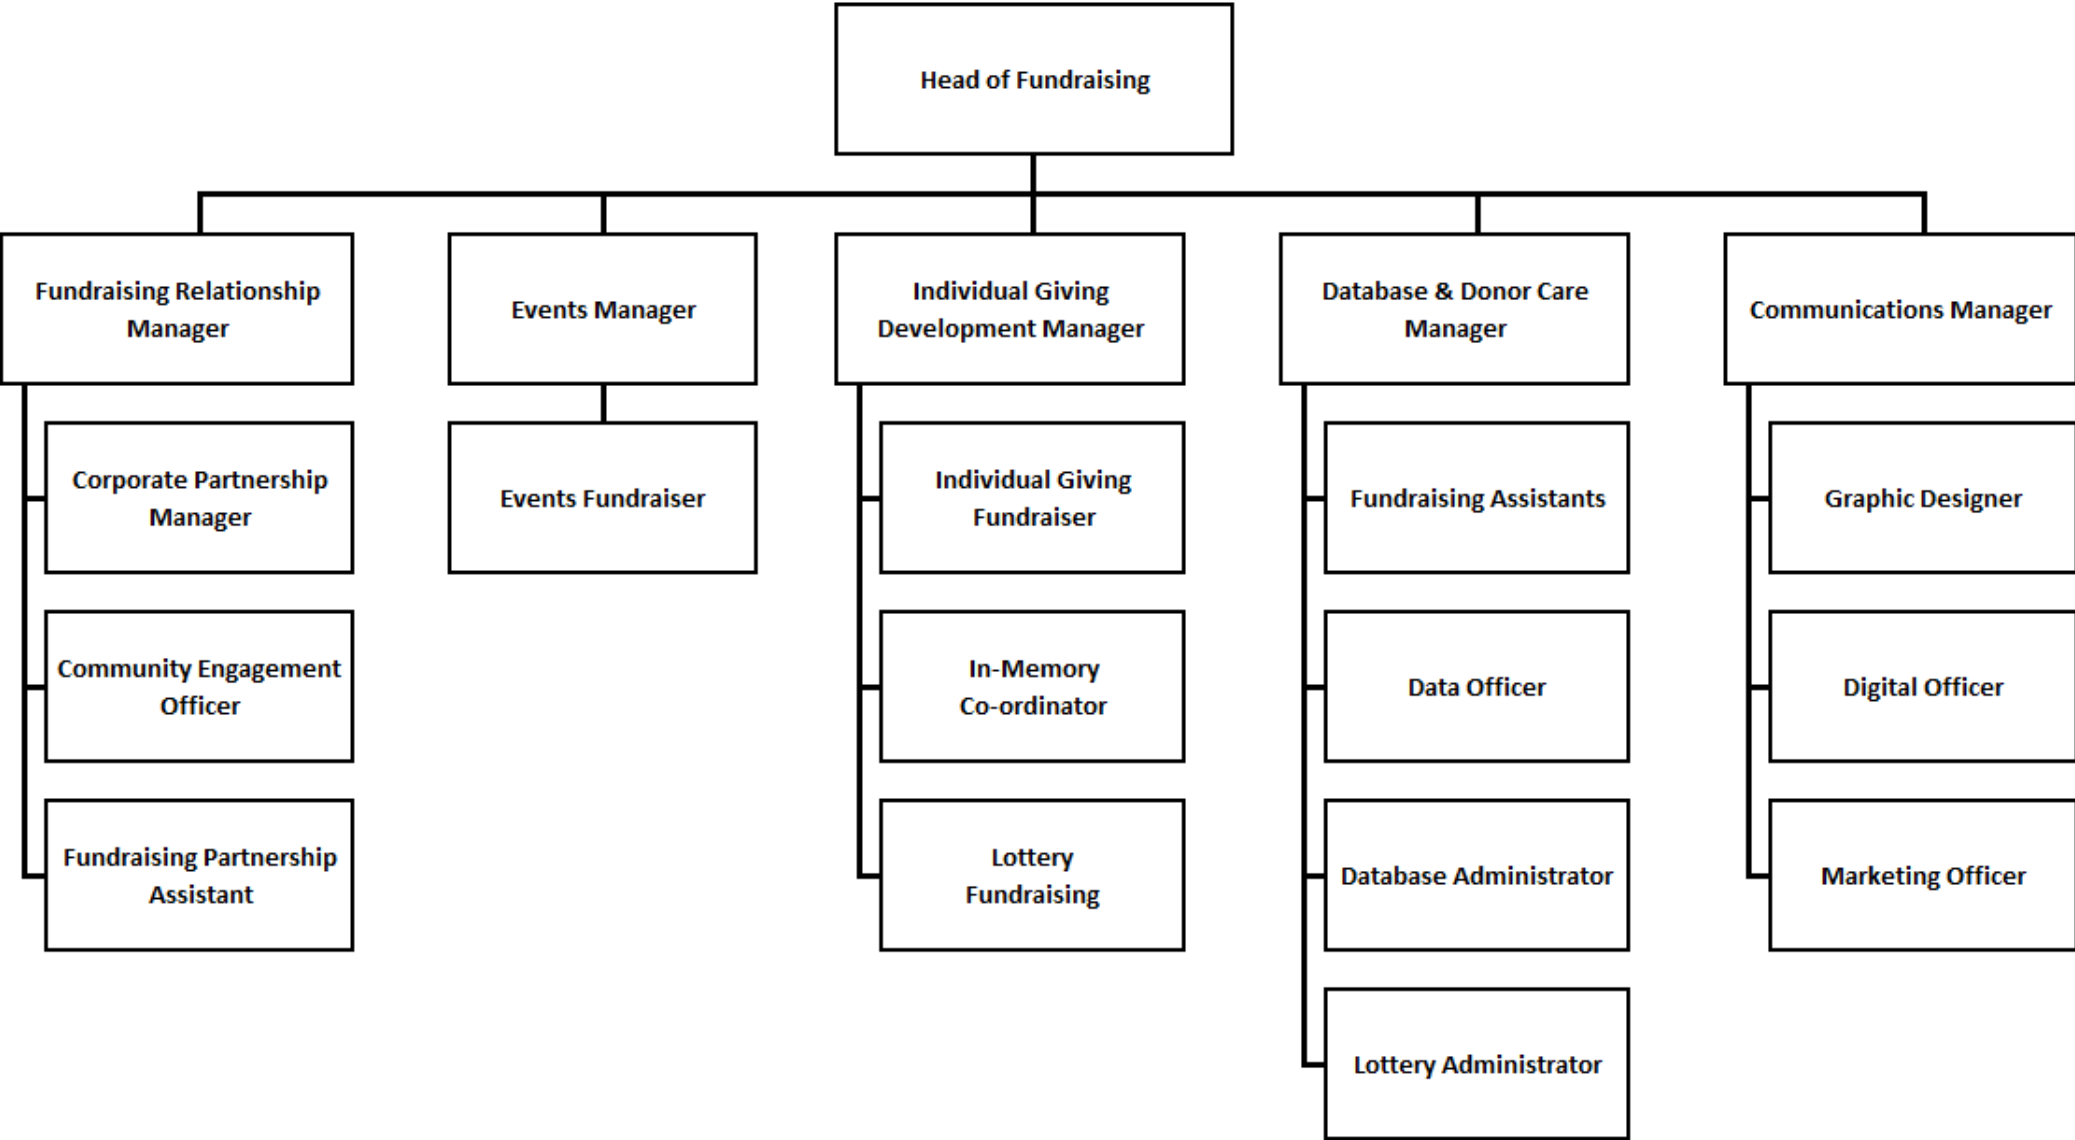 Head of Fundraising
Fundraising Relationship
Manager
Events Manager
Individual Giving
Development Manager
Database & Donor Care
Manager
Communications Manager
Corporate Partnership
Manager
Events Fundraiser
Individual Giving
Fundraiser
Fundraising Assistants
Graphic Designer
Community Engagement
Officer
In-Memory
Co-ordinator
Data Officer
Digital Officer
Fundraising Partnership
Assistant
Lottery
Fundraising
Database Administrator
Marketing Officer
Lottery Administrator